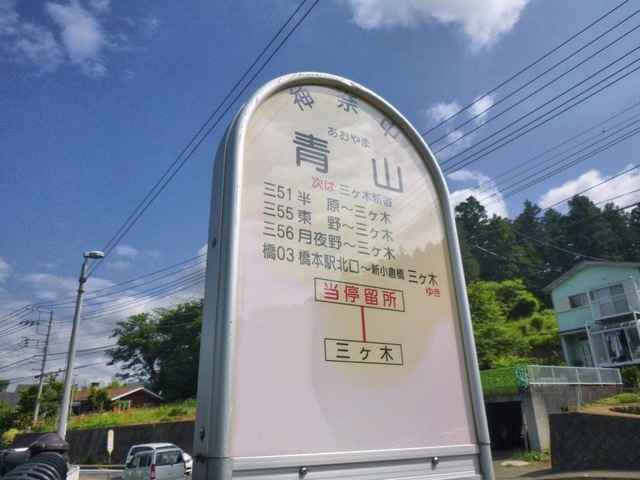 神奈中
あおやま
青山
次は 三ヶ木新宿
三51 半 原～三ヶ木
三55 東 野～三ヶ木
三56 月夜野～三ヶ木
橋03 橋本駅北口～新小倉橋 三ヶ木
ゆき
当停留所
三ヶ木